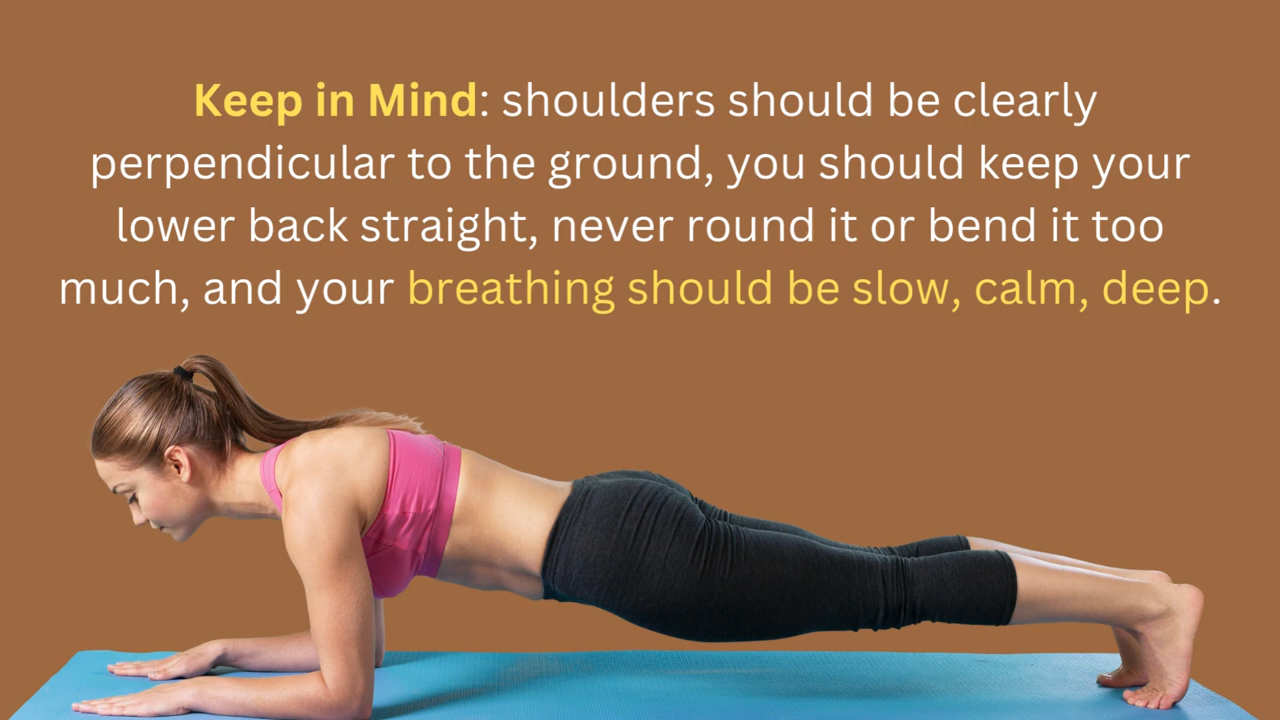 Keep in Mind: shoulders should be clearly
perpendicular to the ground, you should keep your
lower back straight, never round it or bend it too
much, and your breathing should be slow, calm, deep.